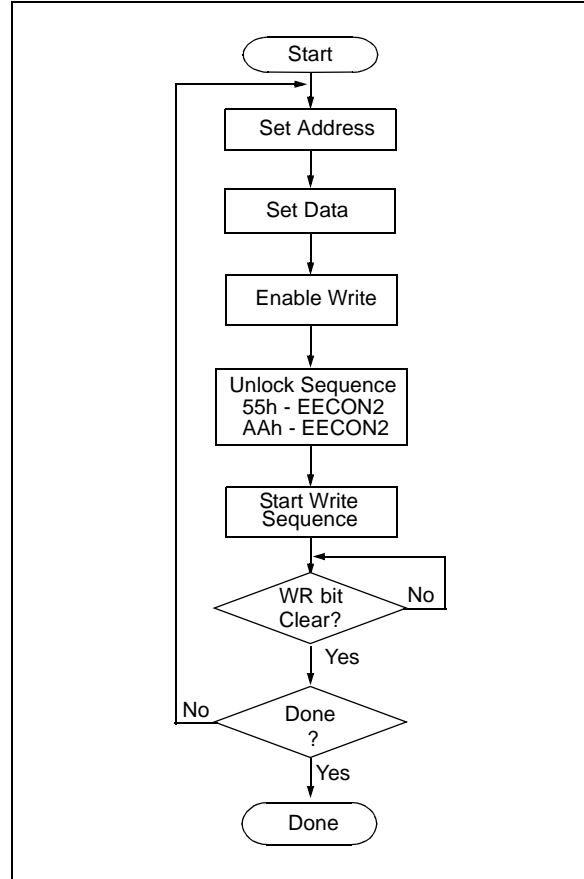 Start
Set Address
Set Data
Enable Write
Unlock Sequence
55h - EECON2
AAh - EECON2
Start Write
Sequence
WR bit
Clear?
No
Yes
No
Done
?
Yes
Done